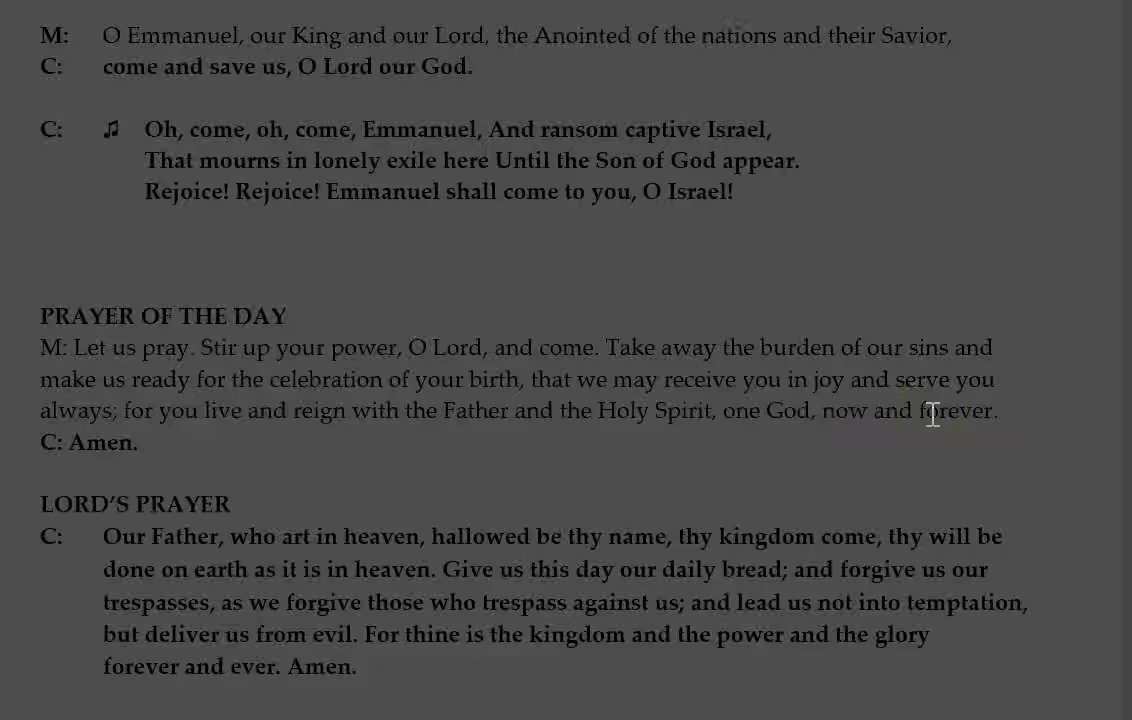 M: O Emmanuel, our King and our Lord, the Anointed of the nations and their Savior,
C: come and save us, O Lord our God.
C: ♫ Oh, come, oh, come, Emmanuel, And ransom captive Israel,
That mourns in lonely exile here Until the Son of God appear.
Rejoice! Rejoice! Emmanuel shall come to you, O Israel!
PRAYER OF THE DAY
M: Let us pray. Stir up your power, O Lord, and come. Take away the burden of our sins and
make us ready for the celebration of your birth, that we may receive you in joy and serve you
always; for you live and reign with the Father and the Holy Spirit, one God, now and forever.
C: Amen.
LORD’S PRAYER
C: Our Father, who art in heaven, hallowed be thy name, thy kingdom come, thy will be
done on earth as it is in heaven. Give us this day our daily bread; and forgive us our
trespasses, as we forgive those who trespass against us; and lead us not into temptation,
but deliver us from evil. For thine is the kingdom and the power and the glory
forever and ever. Amen.